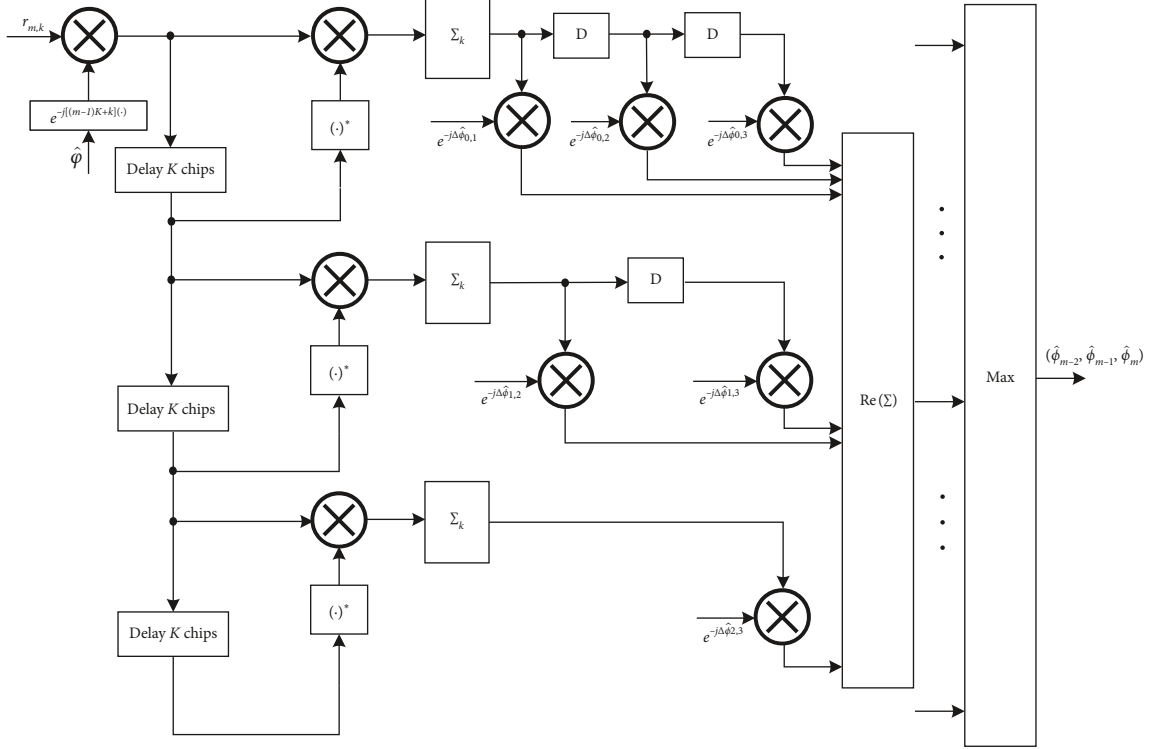 r_{m,k}
e^{-j[(m-1)K+k](·)}
φ̂
Delay K chips
(·)*
Σ_k
D
D
e^{-jΔϕ̂_{0,1}}
e^{-jΔϕ̂_{0,2}}
e^{-jΔϕ̂_{0,3}}
Delay K chips
(·)*
Σ_k
D
e^{-jΔϕ̂_{1,2}}
e^{-jΔϕ̂_{1,3}}
Delay K chips
(·)*
Σ_k
e^{-jΔϕ̂_{2,3}}
Re (Σ)
Max
(ϕ̂_{m-2}, ϕ̂_{m-1}, ϕ̂_m)